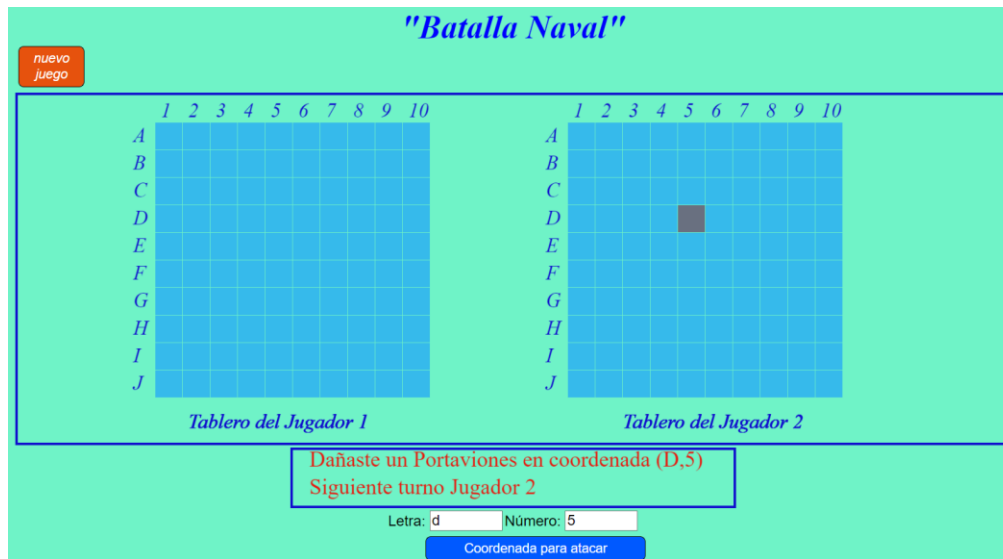 "Batalla Naval"
nuevo
juego
1 2 3 4 5 6 7 8 9 10
A
B
C
D
E
F
G
H
I
J
Tablero del Jugador 1
1 2 3 4 5 6 7 8 9 10
A
B
C
D
E
F
G
H
I
J
Tablero del Jugador 2
Dañaste un Portaviones en coordenada (D,5)
Siguiente turno Jugador 2
Letra: d Número: 5
Coordenada para atacar